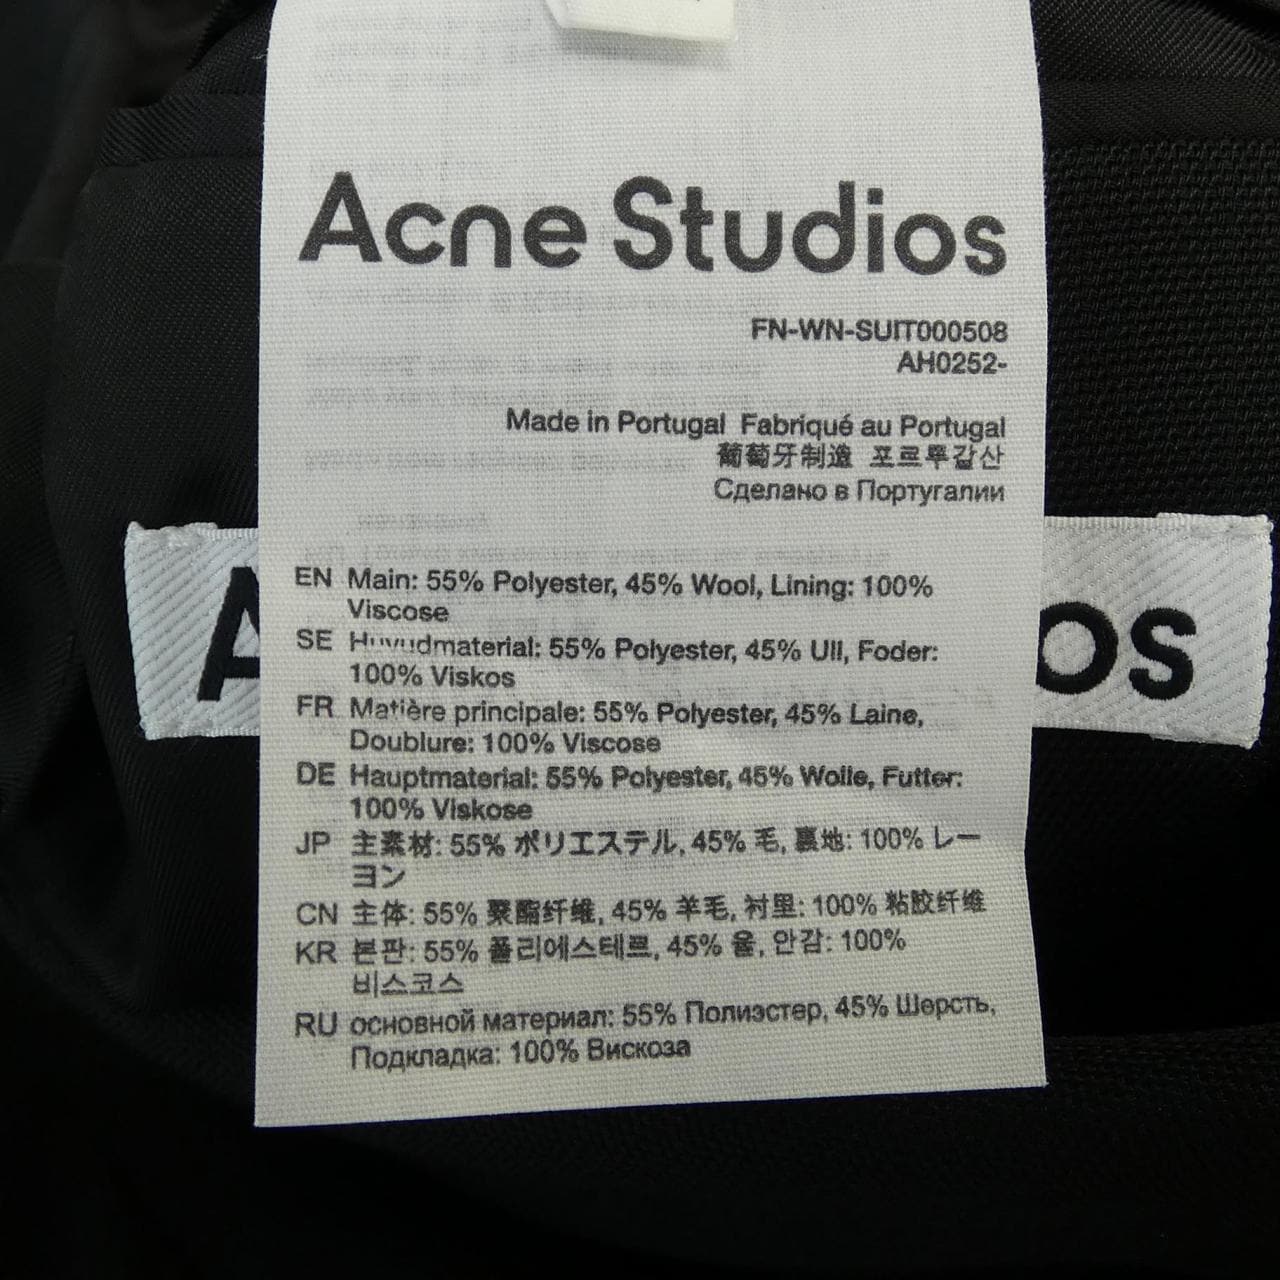 Acne Studios
FN-WN-SUIT000508
AH0252-
Made in Portugal Fabriqué au Portugal
葡萄牙制造 포르투갈산
Сделано в Португалии
EN Main: 55% Polyester, 45% Wool, Lining: 100%
Viscose
SE Huvudmaterial: 55% Polyester, 45% Ull, Foder:
100% Viskos
FR Matière principale: 55% Polyester, 45% Laine,
Doublure: 100% Viscose
DE Hauptmaterial: 55% Polyester, 45% Wolle, Futter:
100% Viskose
JP 主素材: 55% ポリエステル, 45% 毛, 裏地: 100% レー
ヨン
CN 主体: 55% 聚酯纤维, 45% 羊毛, 衬里: 100% 粘胶纤维
KR 본판: 55% 폴리에스테르, 45% 울, 안감: 100%
비스코스
RU основной материал: 55% Полиэстер, 45% Шерсть,
Подкладка: 100% Вискоза
A os